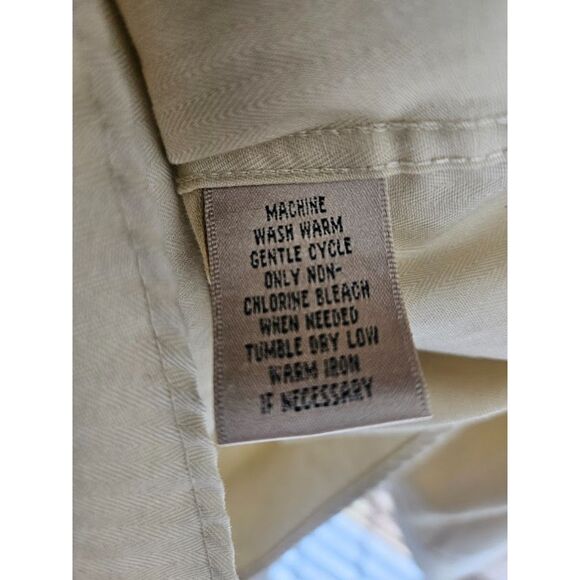 MACHINE
WASH WARM
GENTLE CYCLE
ONLY NON-
CHLORINE BLEACH
WHEN NEEDED
TUMBLE DRY LOW
WARM IRON
IF NECESSARY